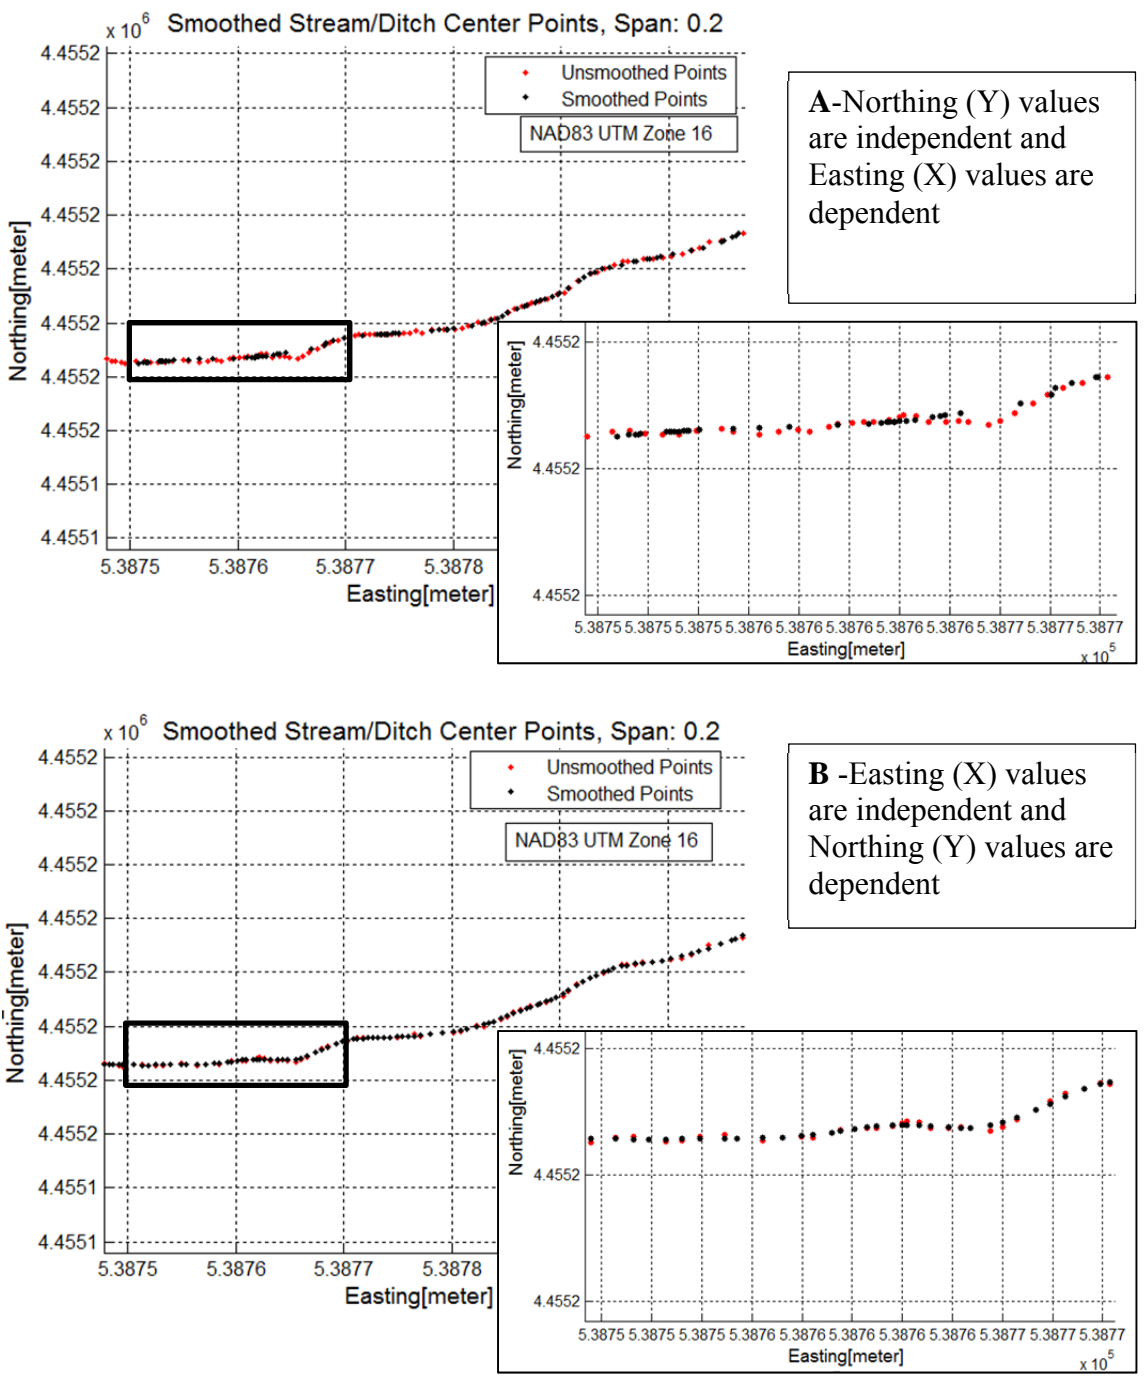 x 10^6 Smoothed Stream/Ditch Center Points, Span: 0.2
4.4552
4.4552
4.4552
4.4552
4.4552
4.4552
4.4552
4.4552
4.4551
4.4551
Northing[meter]
Unsmoothed Points
Smoothed Points
NAD83 UTM Zone 16
5.3875 5.3876 5.3877 5.3878
Easting[meter]
A-Northing (Y) values
are independent and
Easting (X) values are
dependent
4.4552
4.4552
4.4552
Northing[meter]
5.3875 5.3875 5.3875 5.3876 5.3876 5.3876 5.3876 5.3876 5.3877 5.3877 5.3877
Easting[meter]
x 10^5
x 10^6 Smoothed Stream/Ditch Center Points, Span: 0.2
4.4552
4.4552
4.4552
4.4552
4.4552
4.4552
4.4552
4.4552
4.4551
4.4551
Northing[meter]
Unsmoothed Points
Smoothed Points
NAD83 UTM Zone 16
5.3875 5.3876 5.3877 5.3878
Easting[meter]
B -Easting (X) values
are independent and
Northing (Y) values are
dependent
4.4552
4.4552
4.4552
Northing[meter]
5.3875 5.3875 5.3875 5.3876 5.3876 5.3876 5.3876 5.3876 5.3877 5.3877 5.3877
Easting[meter]
x 10^5